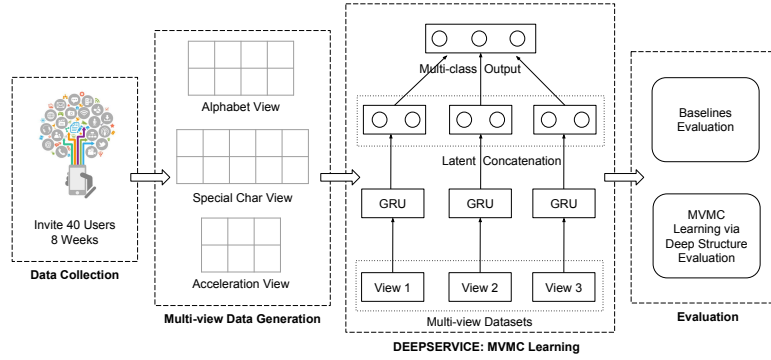 Invite 40 Users
8 Weeks
Data Collection
Alphabet View
Special Char View
Acceleration View
Multi-view Data Generation
Multi-class Output
Latent Concatenation
GRU
GRU
GRU
View 1
View 2
View 3
Multi-view Datasets
DEEPSERVICE: MVMC Learning
Baselines
Evaluation
MVMC
Learning via
Deep Structure
Evaluation
Evaluation